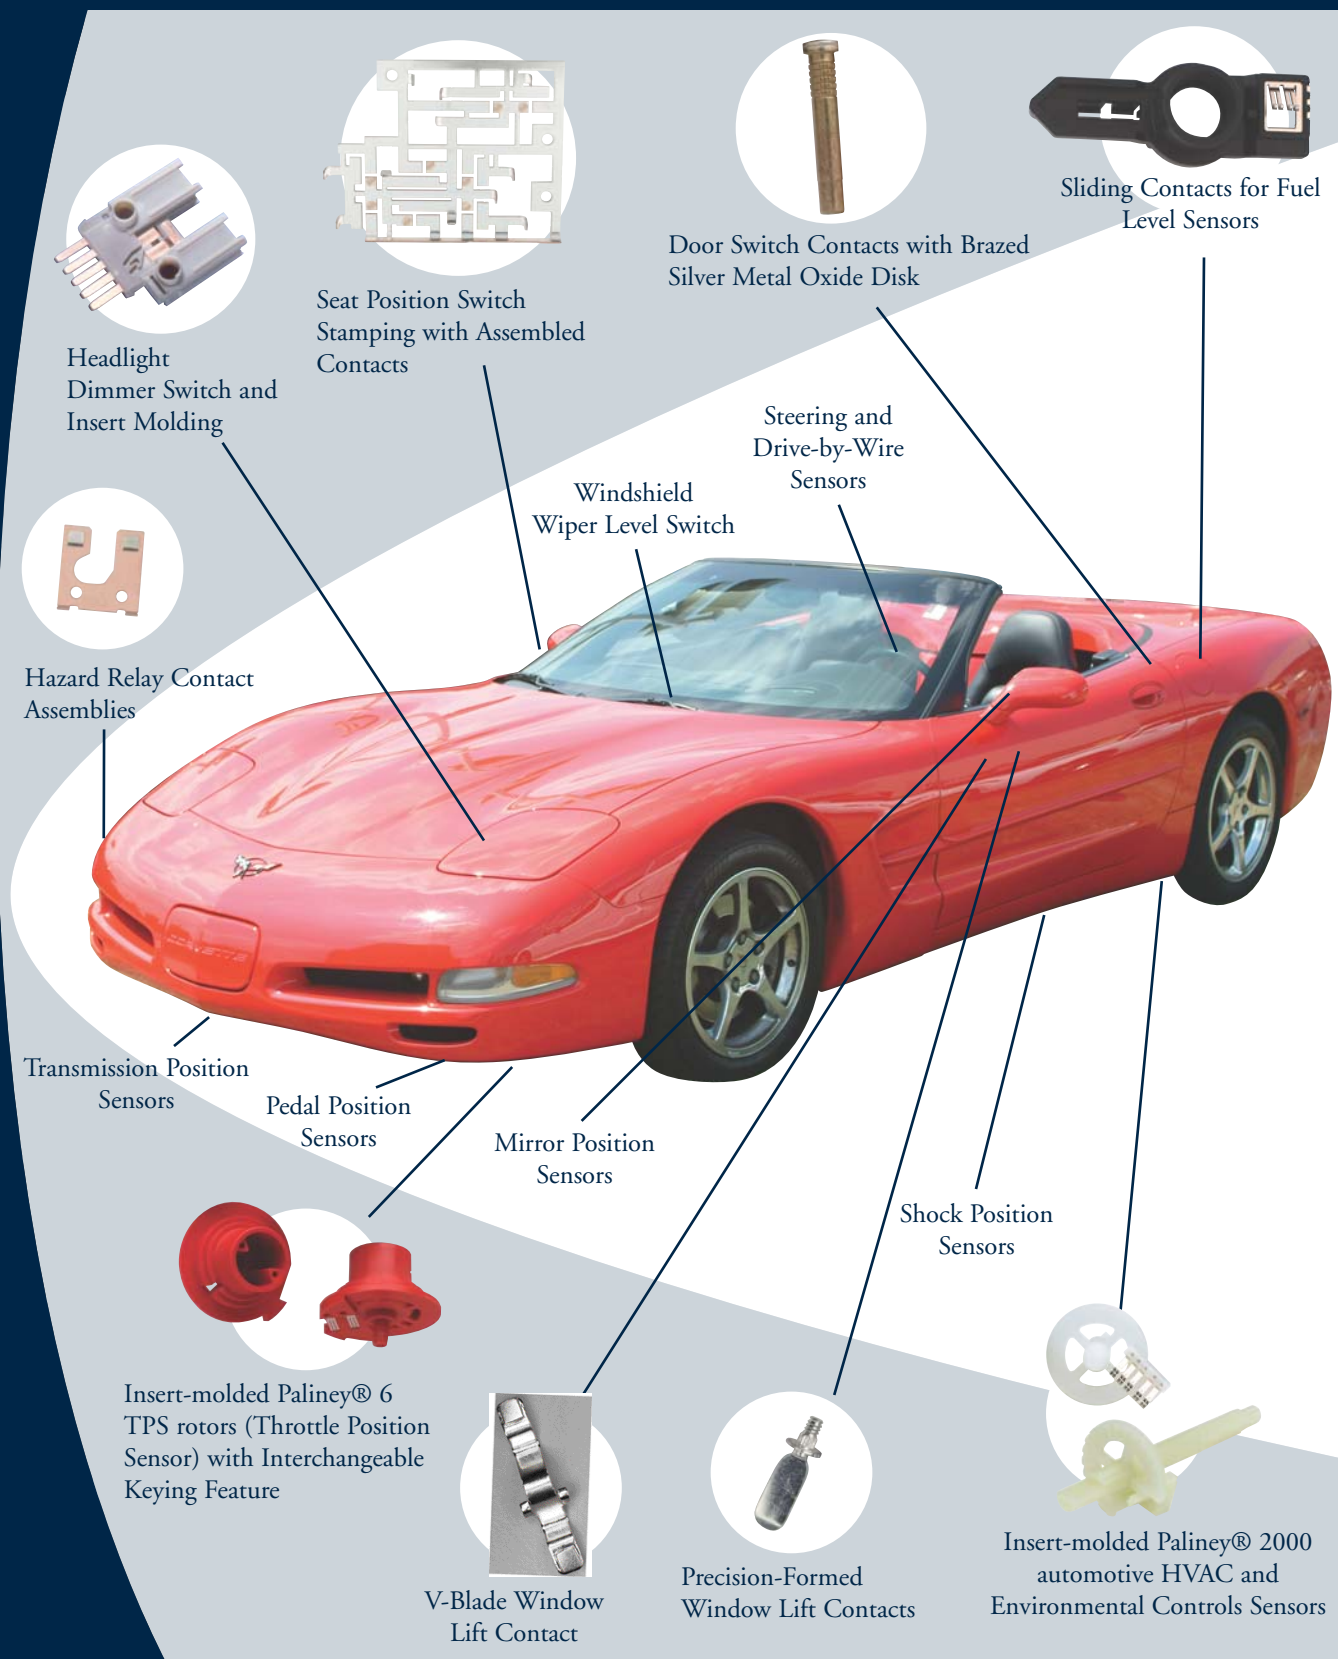 Sliding Contacts for Fuel
Level Sensors
Door Switch Contacts with Brazed
Silver Metal Oxide Disk
Seat Position Switch
Stamping with Assembled
Contacts
Headlight
Dimmer Switch and
Insert Molding
Steering and
Drive-by-Wire
Sensors
Windshield
Wiper Level Switch
Hazard Relay Contact
Assemblies
CORVETTE
Transmission Position
Sensors
Pedal Position
Sensors
Mirror Position
Sensors
Shock Position
Sensors
Insert-molded Paliney® 6
TPS rotors (Throttle Position
Sensor) with Interchangeable
Keying Feature
V-Blade Window
Lift Contact
Precision-Formed
Window Lift Contacts
Insert-molded Paliney® 2000
automotive HVAC and
Environmental Controls Sensors